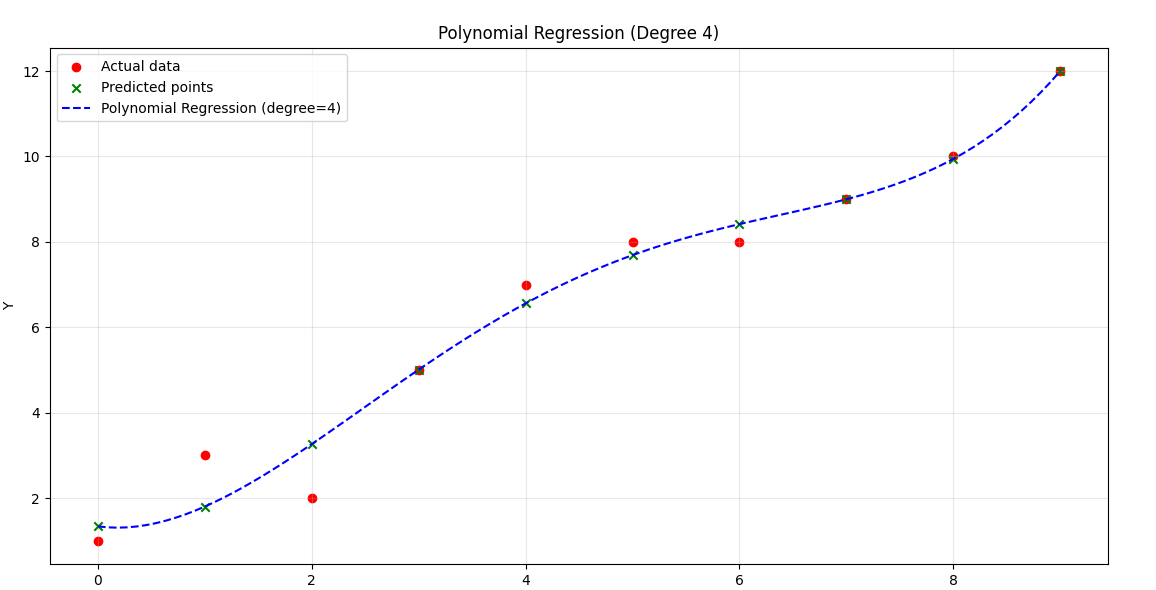 Polynomial Regression (Degree 4)
Actual data
Predicted points
Polynomial Regression (degree=4)
12
10
8
6
4
2
Y
0 2 4 6 8